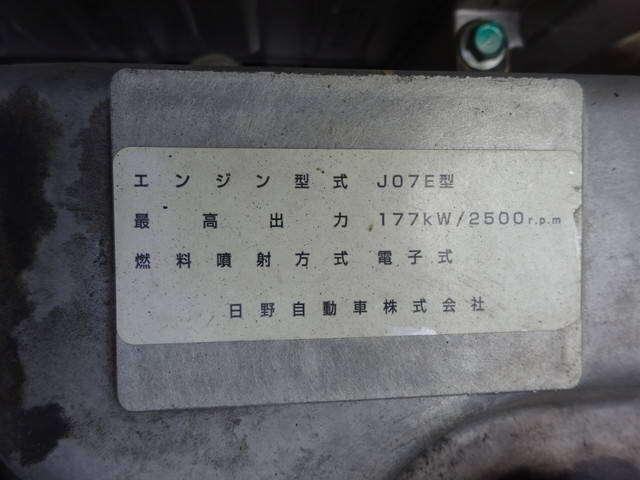 エンジン型式 J07E型
最高出力 177kW/2500r.p.m
燃料噴射方式 電子式
日野自動車株式会社